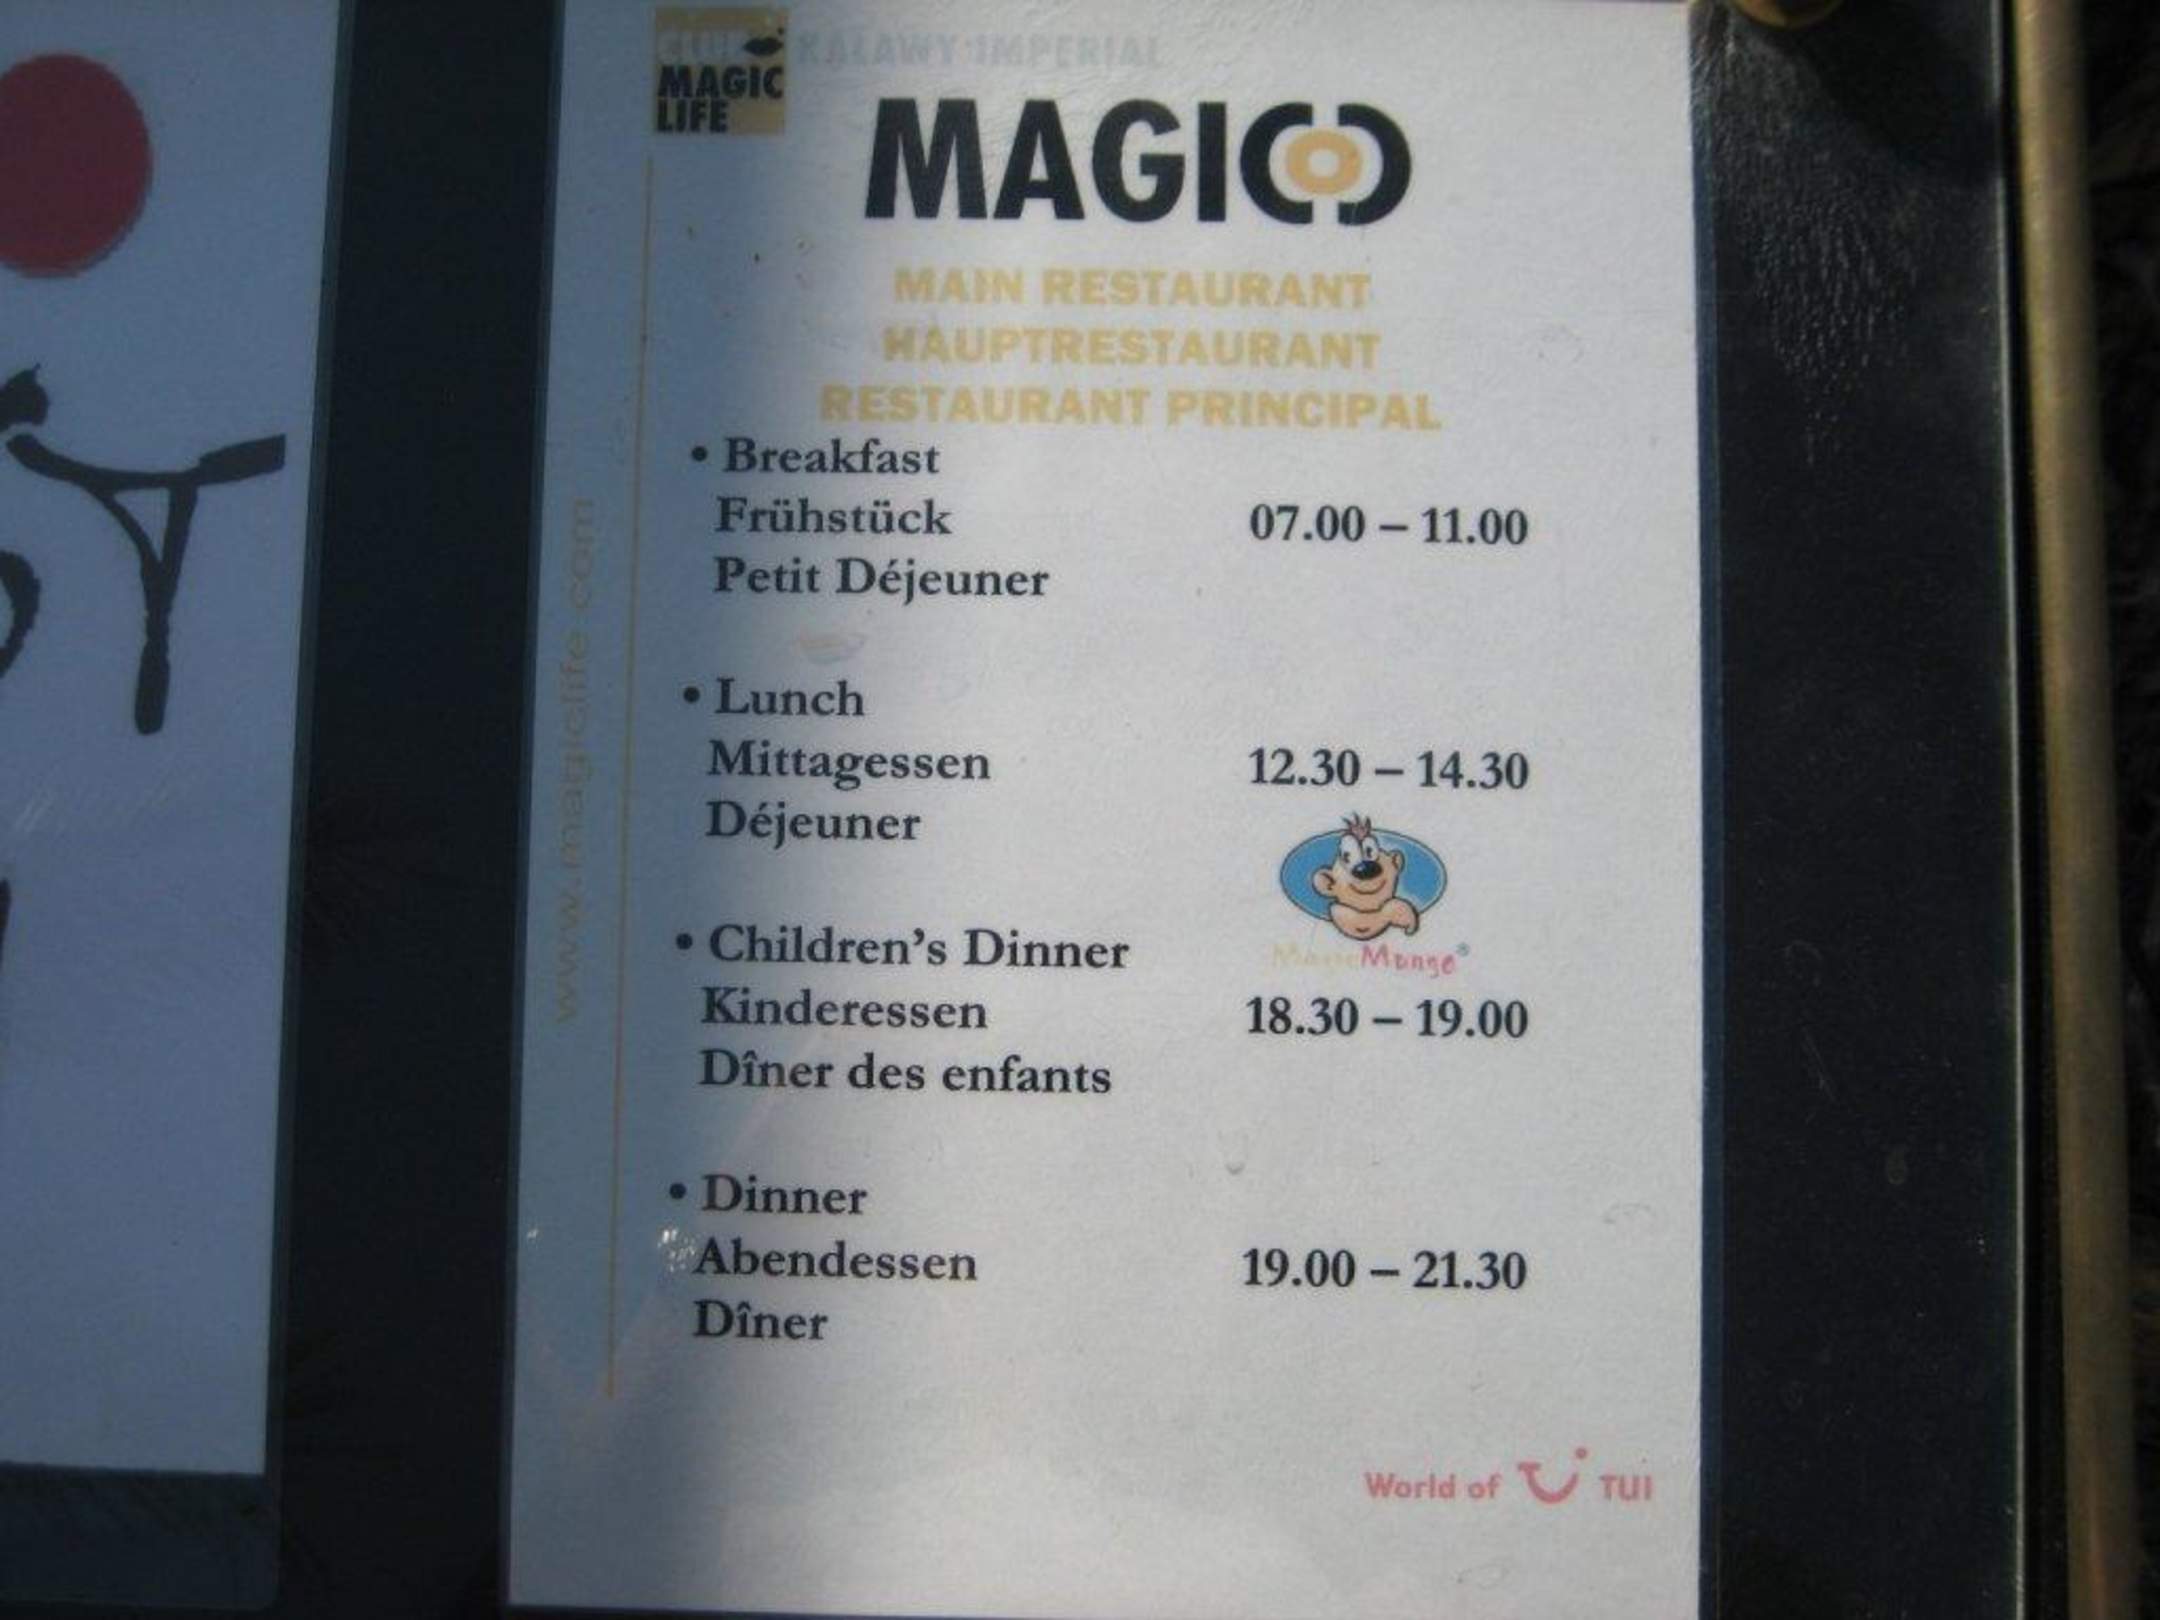 CLUB KALAWY IMPERIAL
MAGIC
LIFE
MAGICO
MAIN RESTAURANT
HAUPTRESTAURANT
RESTAURANT PRINCIPAL
• Breakfast
Frühstück 07.00 – 11.00
Petit Déjeuner
• Lunch
Mittagessen 12.30 – 14.30
Déjeuner
MagicMungo®
• Children's Dinner
Kinderessen 18.30 – 19.00
Dîner des enfants
• Dinner
Abendessen 19.00 – 21.30
Dîner
www.magiclife.com
World of TUI